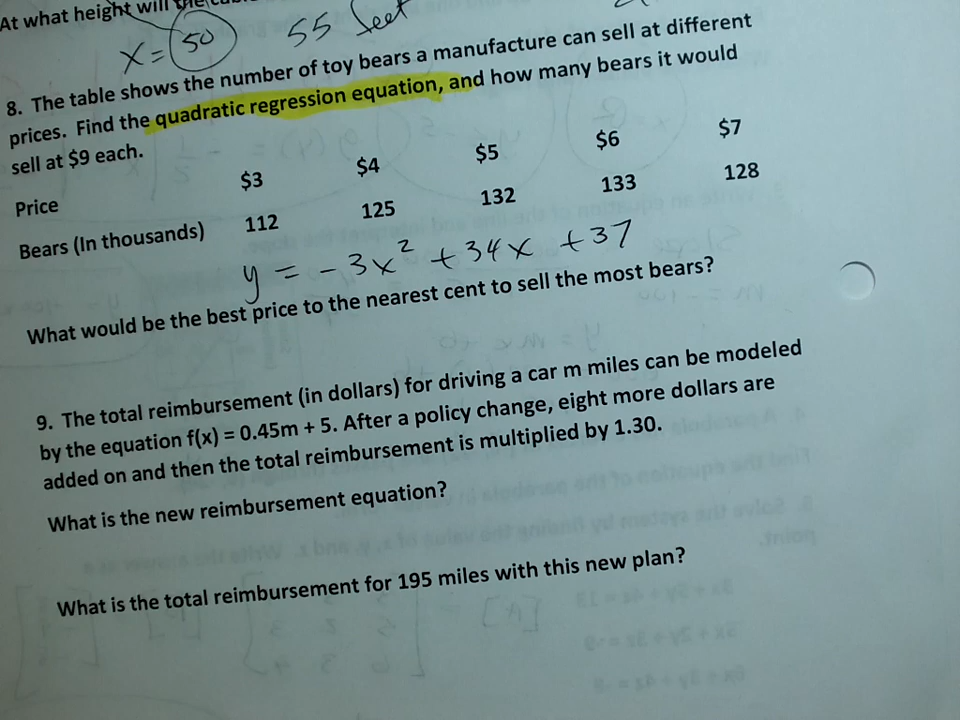 At what height will the
x = 50 55 feet
8. The table shows the number of toy bears a manufacture can sell at different
prices. Find the quadratic regression equation, and how many bears it would
sell at $9 each.
Price $3 $4 $5 $6 $7
Bears (In thousands) 112 125 132 133 128
y = -3x² + 34x + 37
What would be the best price to the nearest cent to sell the most bears?
9. The total reimbursement (in dollars) for driving a car m miles can be modeled
by the equation f(x) = 0.45m + 5. After a policy change, eight more dollars are
added on and then the total reimbursement is multiplied by 1.30.
What is the new reimbursement equation?
What is the total reimbursement for 195 miles with this new plan?